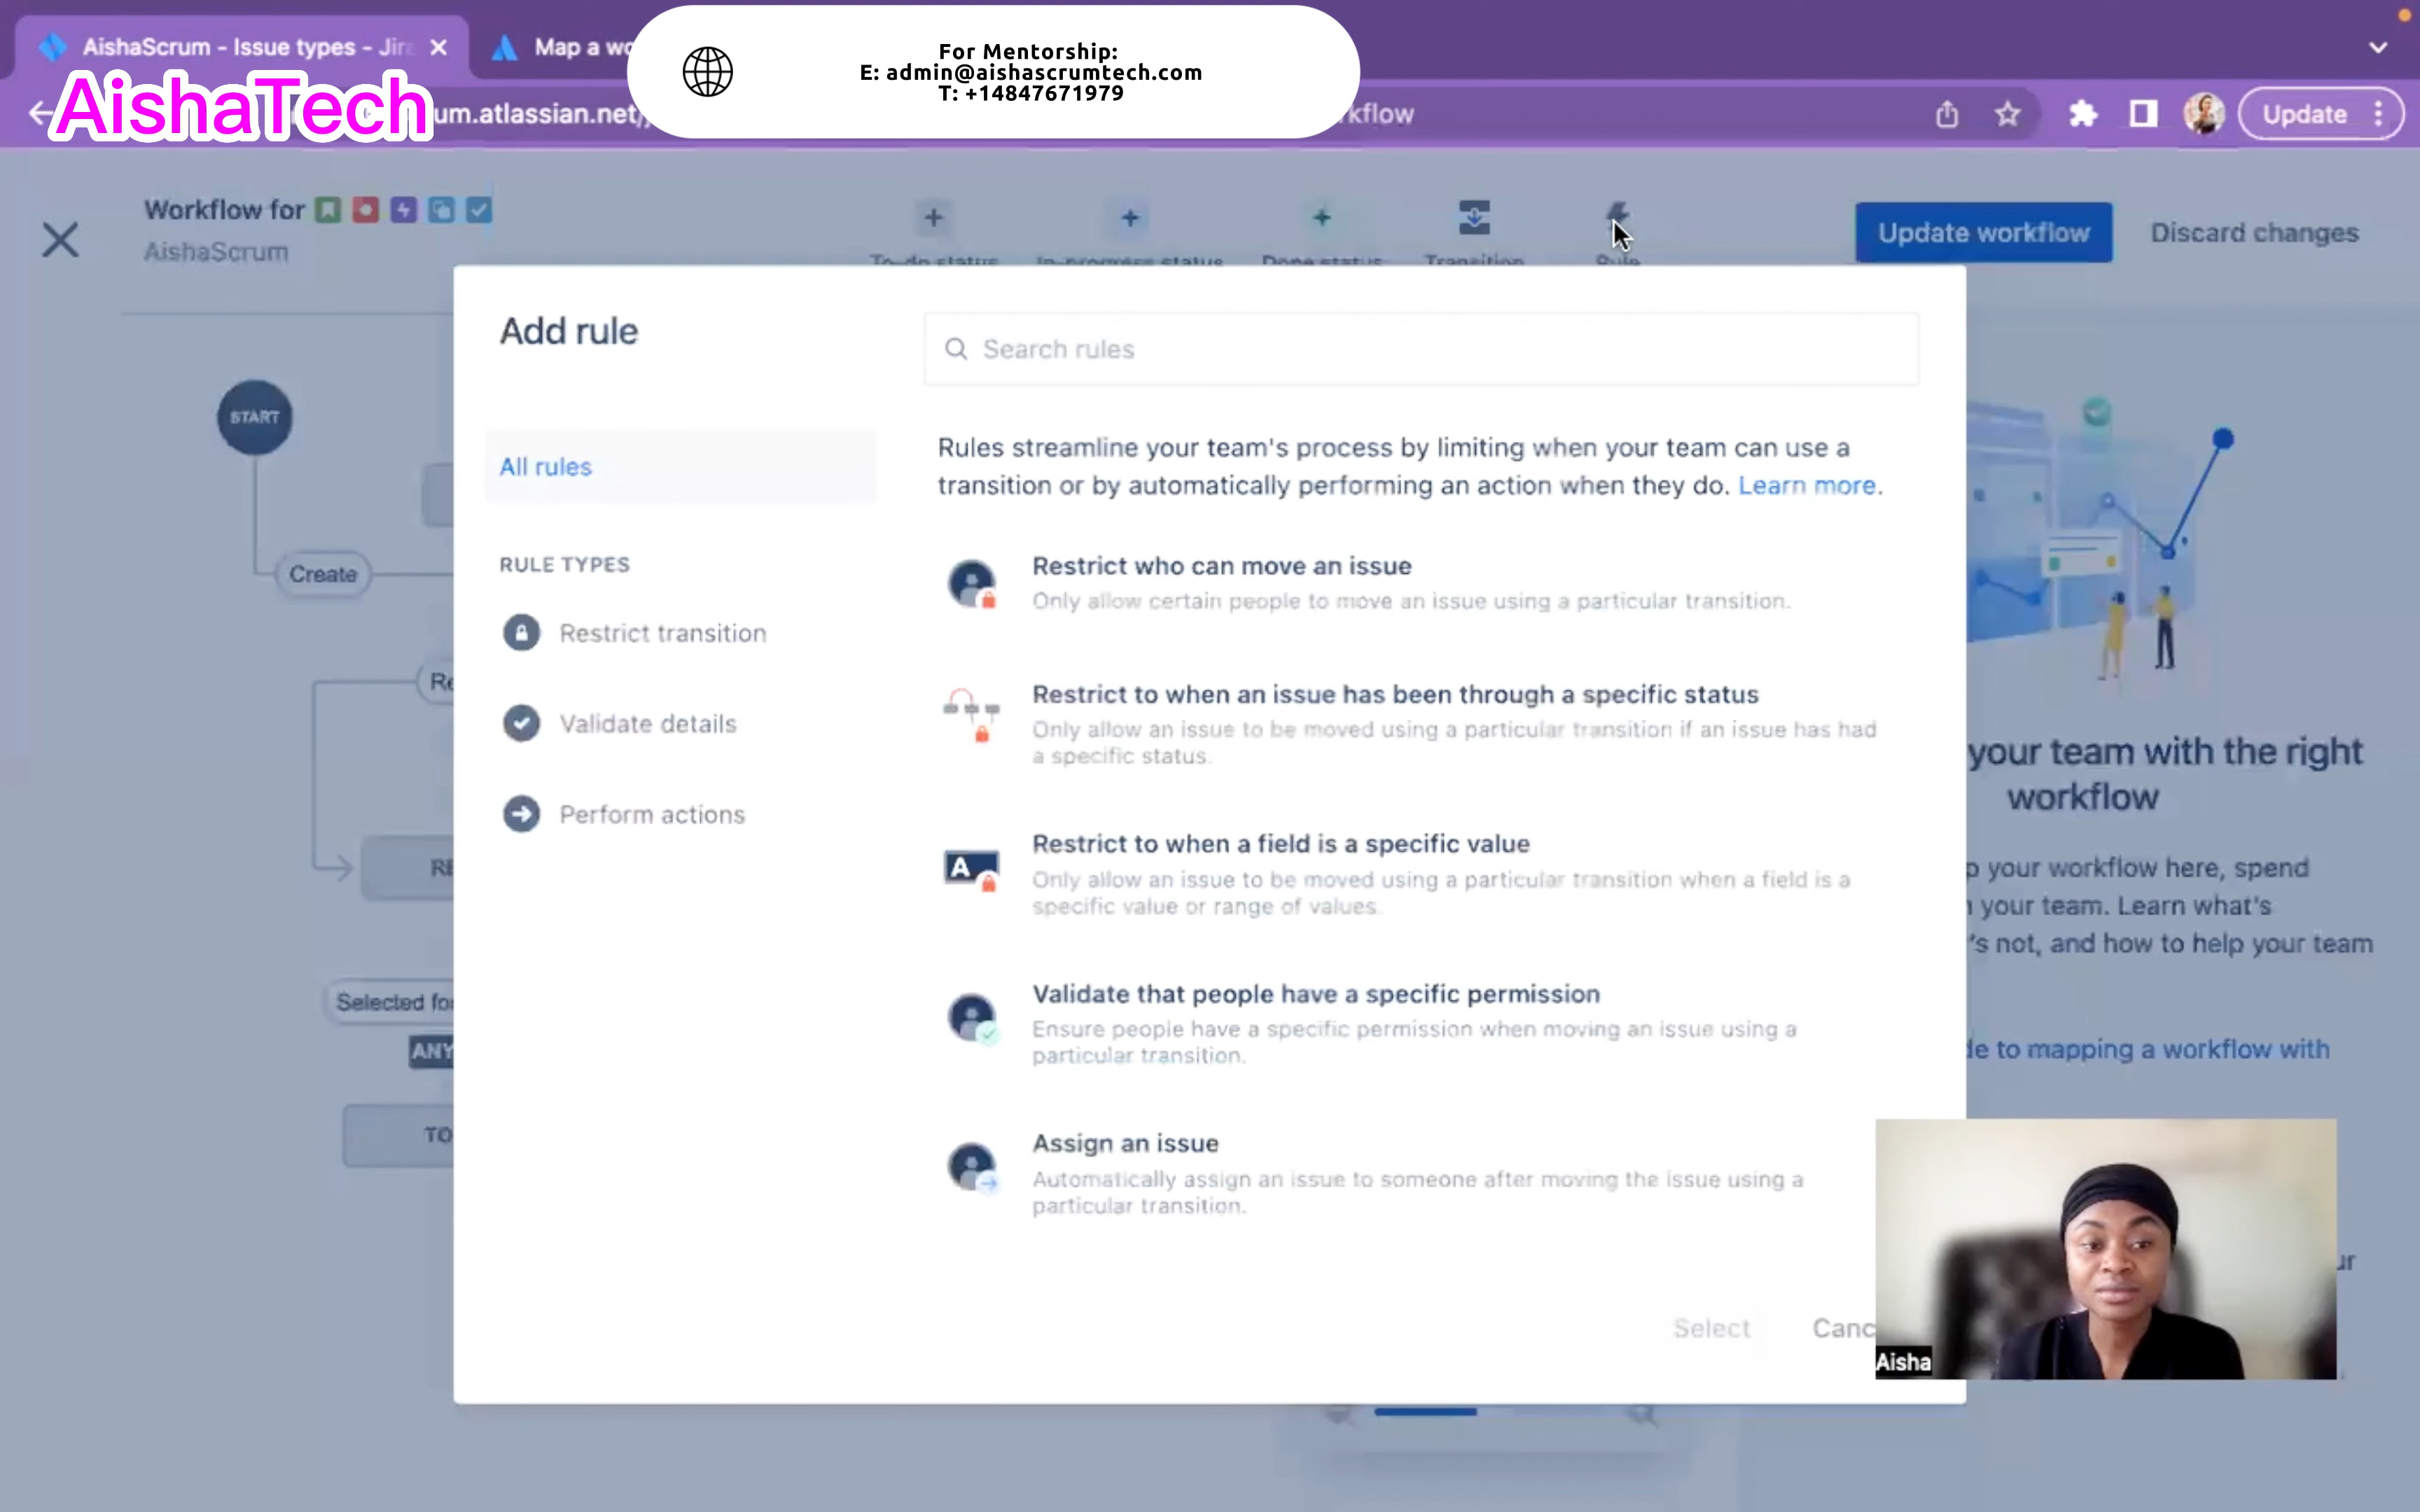 AishaScrum - Issue types - Jira
Map a wo
For Mentorship:
E: admin@aishascrumtech.com
T: +14847671979
AishaTech
um.atlassian.net/
kflow
Update
Workflow for
AishaScrum
To-do status
In-progress status
Done status
Transition
Rule
Update workflow
Discard changes
Add rule
Search rules
START
All rules
Rules streamline your team's process by limiting when your team can use a
transition or by automatically performing an action when they do. Learn more.
Create
RULE TYPES
Restrict transition
Validate details
Perform actions
Restrict who can move an issue
Only allow certain people to move an issue using a particular transition.
Restrict to when an issue has been through a specific status
Only allow an issue to be moved using a particular transition if an issue has had
a specific status.
Restrict to when a field is a specific value
Only allow an issue to be moved using a particular transition when a field is a
specific value or range of values.
Validate that people have a specific permission
Ensure people have a specific permission when moving an issue using a
particular transition.
Assign an issue
Automatically assign an issue to someone after moving the issue using a
particular transition.
Selected for
ANY
TO
your team with the right
workflow
your workflow here, spend
your team. Learn what's
's not, and how to help your team
to mapping a workflow with
Select
Canc
Aisha